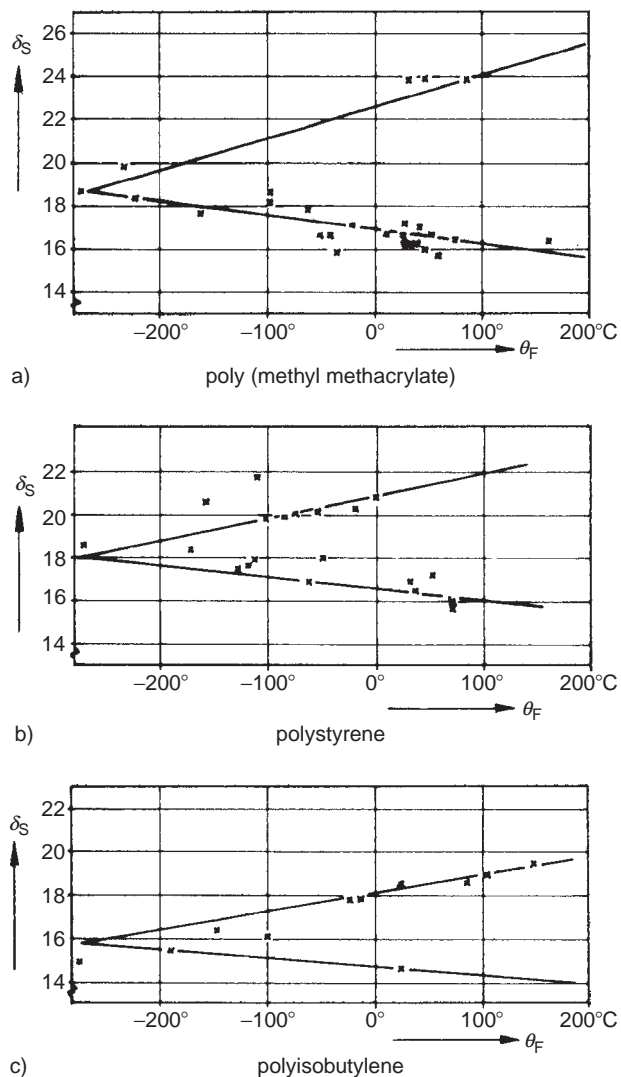 δS
26
24
22
20
18
16
14
−200° −100° 0° 100° 200°C
θF
a) poly (methyl methacrylate)
δS
22
20
18
16
14
−200° −100° 0° 100° 200°C
θF
b) polystyrene
δS
22
20
18
16
14
−200° −100° 0° 100° 200°C
θF
c) polyisobutylene